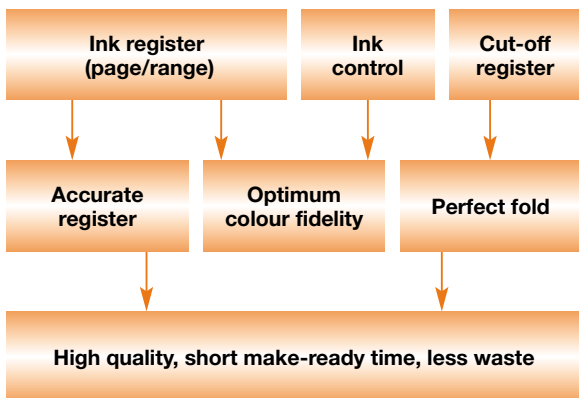 Ink register
(page/range)
Ink
control
Cut-off
register
Accurate
register
Optimum
colour fidelity
Perfect fold
High quality, short make-ready time, less waste